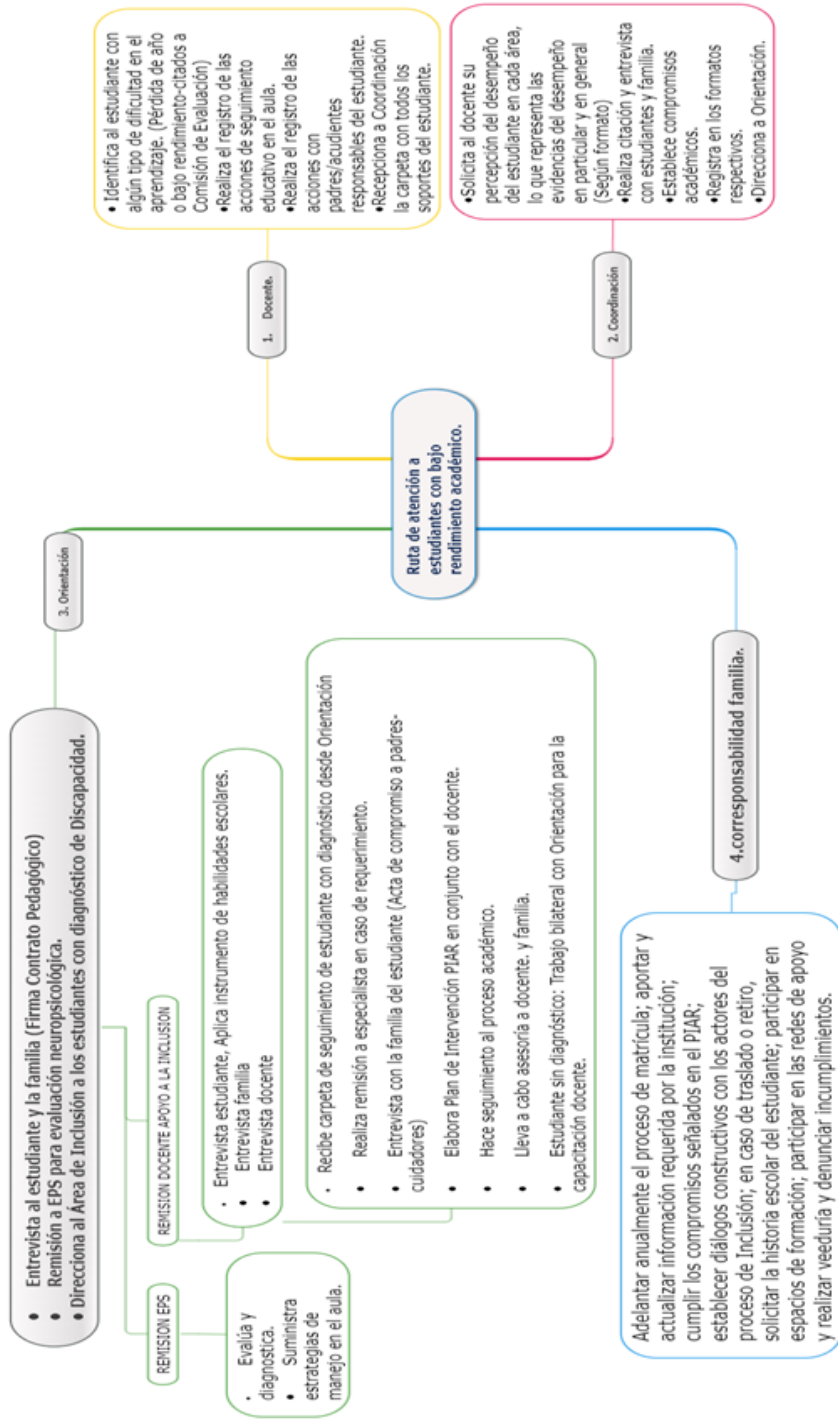 Ruta de atención a
estudiantes con bajo
rendimiento académico.
1. Docente.
• Identifica al estudiante con
algún tipo de dificultad en el
aprendizaje. (Pérdida de año
o bajo rendimiento-citados a
Comisión de Evaluación)
•Realiza el registro de las
acciones de seguimiento
educativo en el aula.
•Realiza el registro de las
acciones con
padres/acudientes
responsables del estudiante.
•Recepciona a Coordinación
la carpeta con todos los
soportes del estudiante.
2. Coordinación
•Solicita al docente su
percepción del desempeño
del estudiante en cada área,
lo que representa las
evidencias del desempeño
en particular y en general
(Según formato)
•Realiza citación y entrevista
con estudiantes y familia.
•Establece compromisos
académicos.
•Registra en los formatos
respectivos.
•Direcciona a Orientación.
3. Orientación
• Entrevista al estudiante y la familia (Firma Contrato Pedagógico)
• Remisión a EPS para evaluación neuropsicológica.
•Direcciona al Área de Inclusión a los estudiantes con diagnóstico de Discapacidad.
REMISION EPS
· Evalúa y
diagnostica.
• Suministra
estrategias de
manejo en el aula.
REMISION DOCENTE APOYO A LA INCLUSION
· Entrevista estudiante, Aplica instrumento de habilidades escolares.
• Entrevista familia
• Entrevista docente
· Recibe carpeta de seguimiento de estudiante con diagnóstico desde Orientación
• Realiza remisión a especialista en caso de requerimiento.
• Entrevista con la familia del estudiante (Acta de compromiso a padres-
cuidadores)
• Elabora Plan de Intervención PIAR en conjunto con el docente.
• Hace seguimiento al proceso académico.
• Lleva a cabo asesoría a docente. y familia.
• Estudiante sin diagnóstico: Trabajo bilateral con Orientación para la
capacitación docente.
4.corresponsabilidad familiar.
Adelantar anualmente el proceso de matrícula; aportar y
actualizar información requerida por la institución;
cumplir los compromisos señalados en el PIAR;
establecer diálogos constructivos con los actores del
proceso de Inclusión; en caso de traslado o retiro,
solicitar la historia escolar del estudiante; participar en
espacios de formación; participar en las redes de apoyo
y realizar veeduría y denunciar incumplimientos.